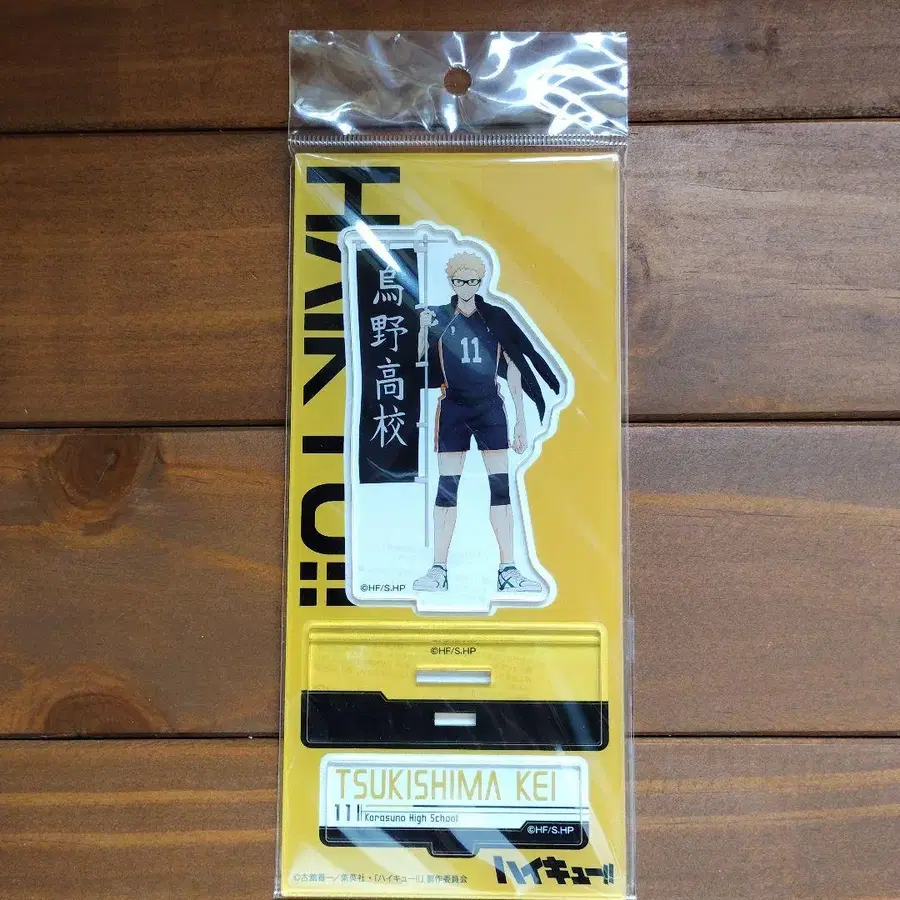 HAIKYU!!
烏野高校
11
©HF/S.HP
©HF/S.HP
TSUKISHIMA KEI
11
Karasuno High School
©HF/S.HP
ハイキュー!!
©古舘春一／集英社・「ハイキュー!!」製作委員会